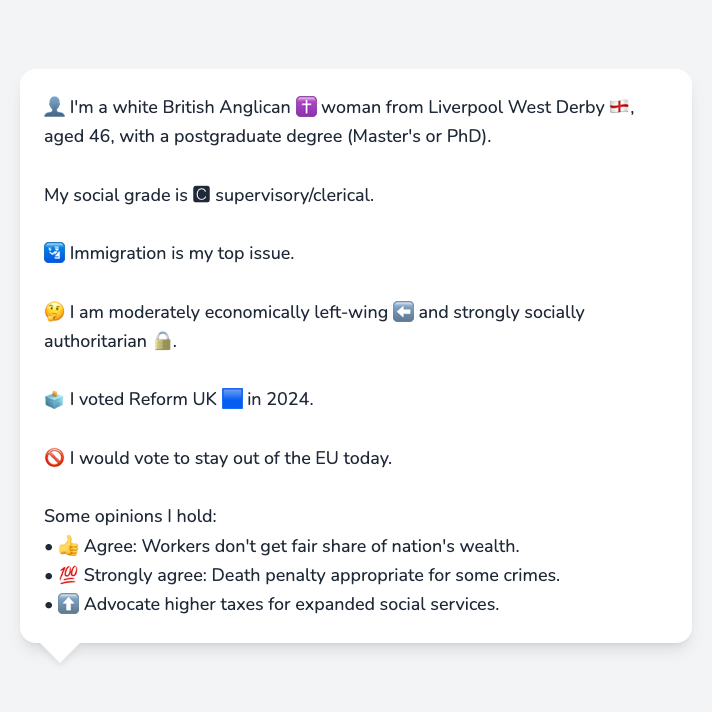 👤 I'm a white British Anglican ✝️ woman from Liverpool West Derby 🏴󠁧󠁢󠁥󠁮󠁧󠁿,
aged 46, with a postgraduate degree (Master's or PhD).
My social grade is 🅲 supervisory/clerical.
🛂 Immigration is my top issue.
🤔 I am moderately economically left-wing ⬅️ and strongly socially
authoritarian 🔒.
🗳️ I voted Reform UK 🟦 in 2024.
🚫 I would vote to stay out of the EU today.
Some opinions I hold:
• 👍 Agree: Workers don't get fair share of nation's wealth.
• 💯 Strongly agree: Death penalty appropriate for some crimes.
• ⬆️ Advocate higher taxes for expanded social services.